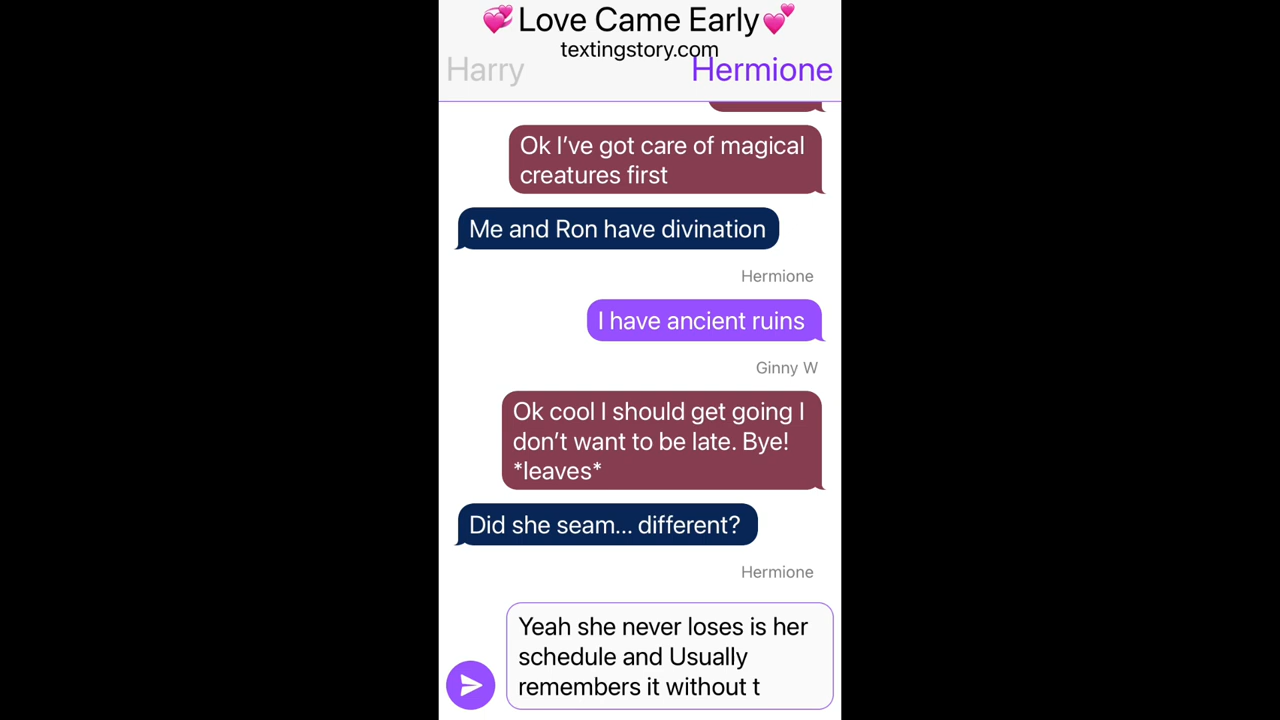 💞Love Came Early💕
textingstory.com
Harry Hermione
Ok I’ve got care of magical
creatures first
Me and Ron have divination
Hermione
I have ancient ruins
Ginny W
Ok cool I should get going I
don’t want to be late. Bye!
*leaves*
Did she seam... different?
Hermione
Yeah she never loses is her
schedule and Usually
remembers it without t